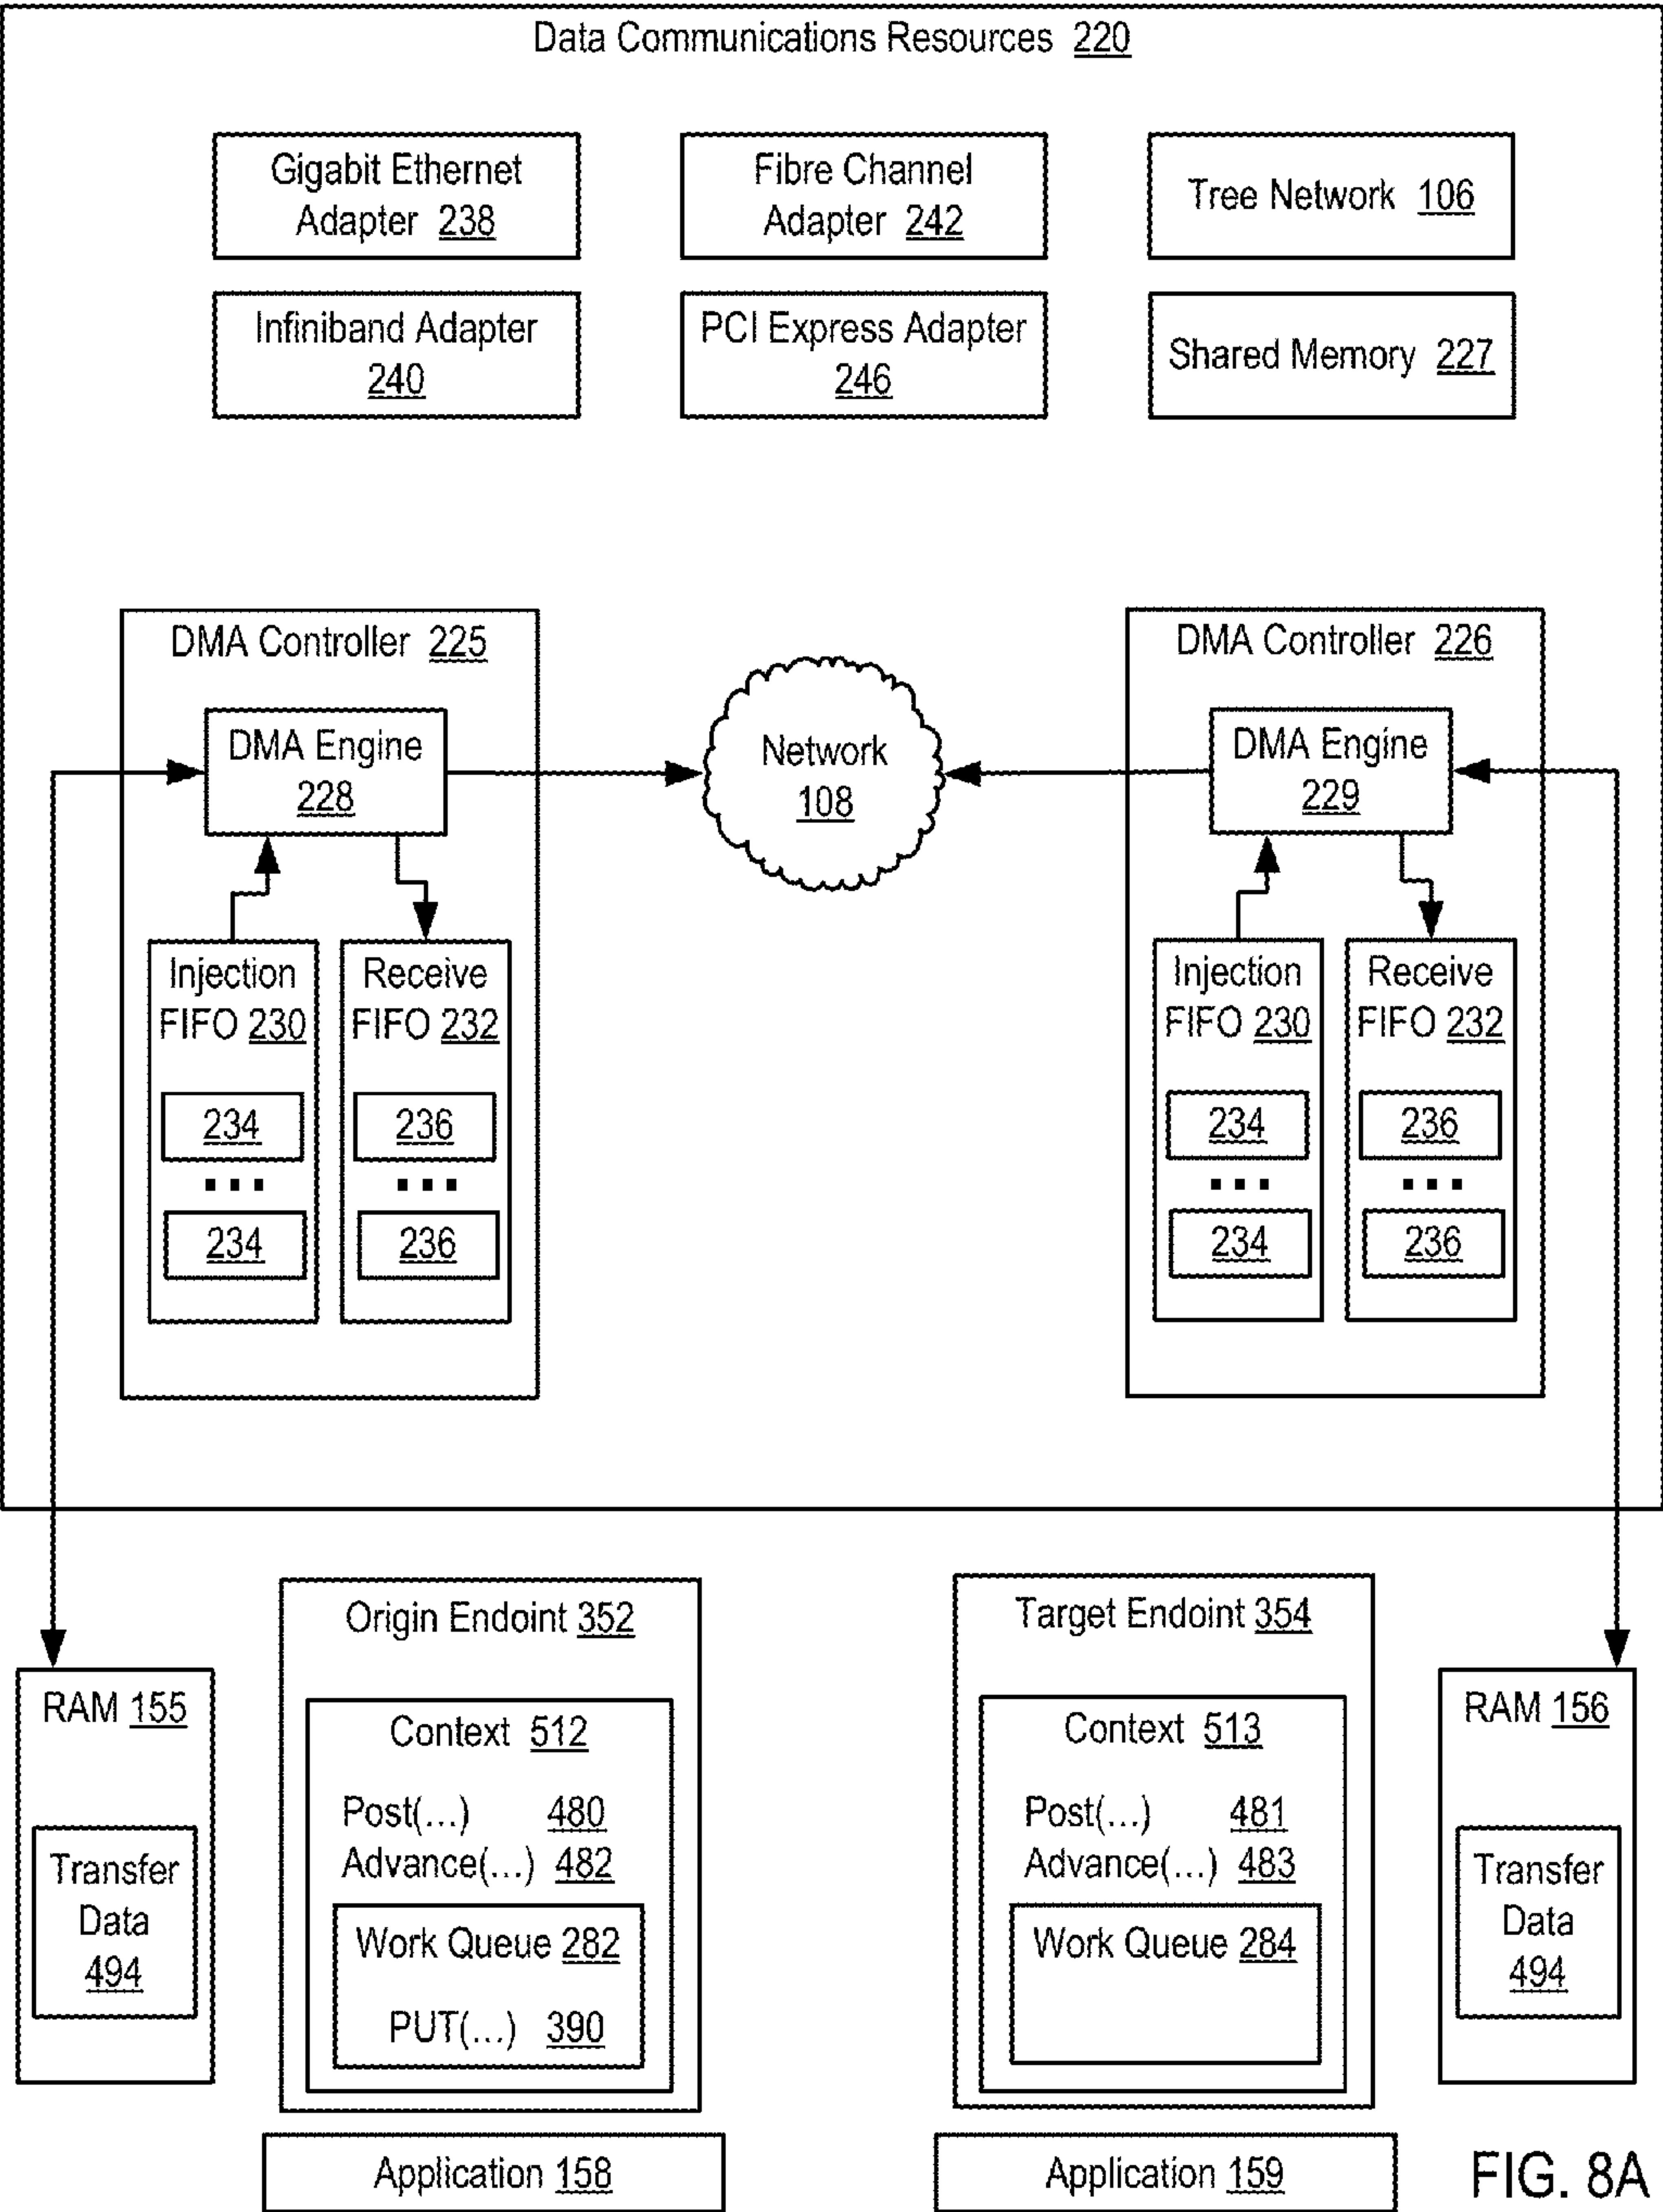 Data Communications Resources 220
Gigabit Ethernet
Adapter 238
Fibre Channel
Adapter 242
Tree Network 106
Infiniband Adapter
240
PCI Express Adapter
246
Shared Memory 227
DMA Controller 225
DMA Engine
228
Injection
FIFO 230
234
...
234
Receive
FIFO 232
236
...
236
Network
108
DMA Controller 226
DMA Engine
229
Injection
FIFO 230
234
...
234
Receive
FIFO 232
236
...
236
RAM 155
Transfer
Data
494
Origin Endoint 352
Context 512
Post(...) 480
Advance(...) 482
Work Queue 282
PUT(...) 390
Application 158
Target Endoint 354
Context 513
Post(...) 481
Advance(...) 483
Work Queue 284
Application 159
RAM 156
Transfer
Data
494
FIG. 8A